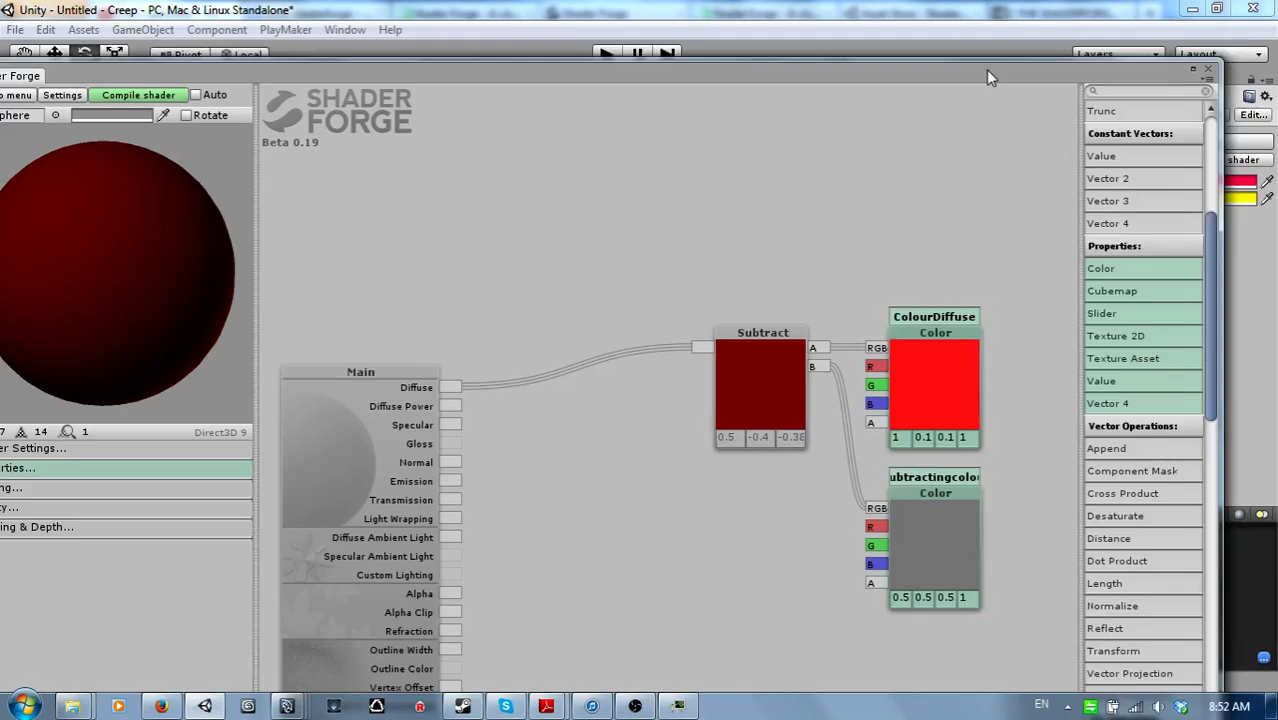 Unity - Untitled - Creep - PC, Mac & Linux Standalone*
File Edit Assets GameObject Component PlayMaker Window Help
Pivot Local Layers Layout
er Forge
o menu Settings Compile shader Auto
phere Rotate
SHADER
FORGE
Beta 0.19
7 14 1 Direct3D 9
er Settings...
rties...
ng...
y...
ing & Depth...
Main
Diffuse
Diffuse Power
Specular
Gloss
Normal
Emission
Transmission
Light Wrapping
Diffuse Ambient Light
Specular Ambient Light
Custom Lighting
Alpha
Alpha Clip
Refraction
Outline Width
Outline Color
Vertex Offset
Subtract
A
B
0.5 -0.4 -0.38
ColourDiffuse
Color
RGB
R
G
B
A
1 0.1 0.1 1
ubtractingcolou
Color
RGB
R
G
B
A
0.5 0.5 0.5 1
Trunc
Constant Vectors:
Value
Vector 2
Vector 3
Vector 4
Properties:
Color
Cubemap
Slider
Texture 2D
Texture Asset
Value
Vector 4
Vector Operations:
Append
Component Mask
Cross Product
Desaturate
Distance
Dot Product
Length
Normalize
Reflect
Transform
Vector Projection
Edit...
shader
EN 8:52 AM